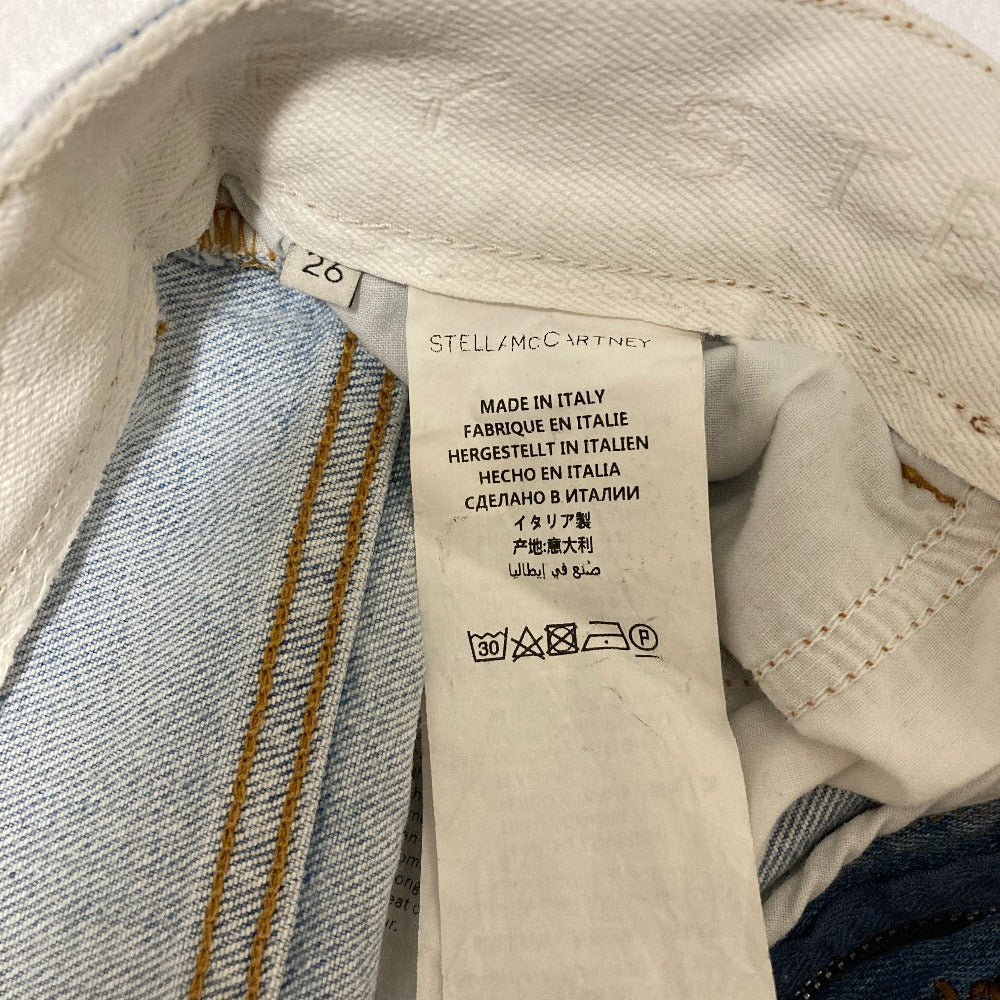 26
STELLAMCCARTNEY
MADE IN ITALY
FABRIQUE EN ITALIE
HERGESTELLT IN ITALIEN
HECHO EN ITALIA
СДЕЛАНО В ИТАЛИИ
イタリア製
产地:意大利
صنع في إيطاليا
30 P